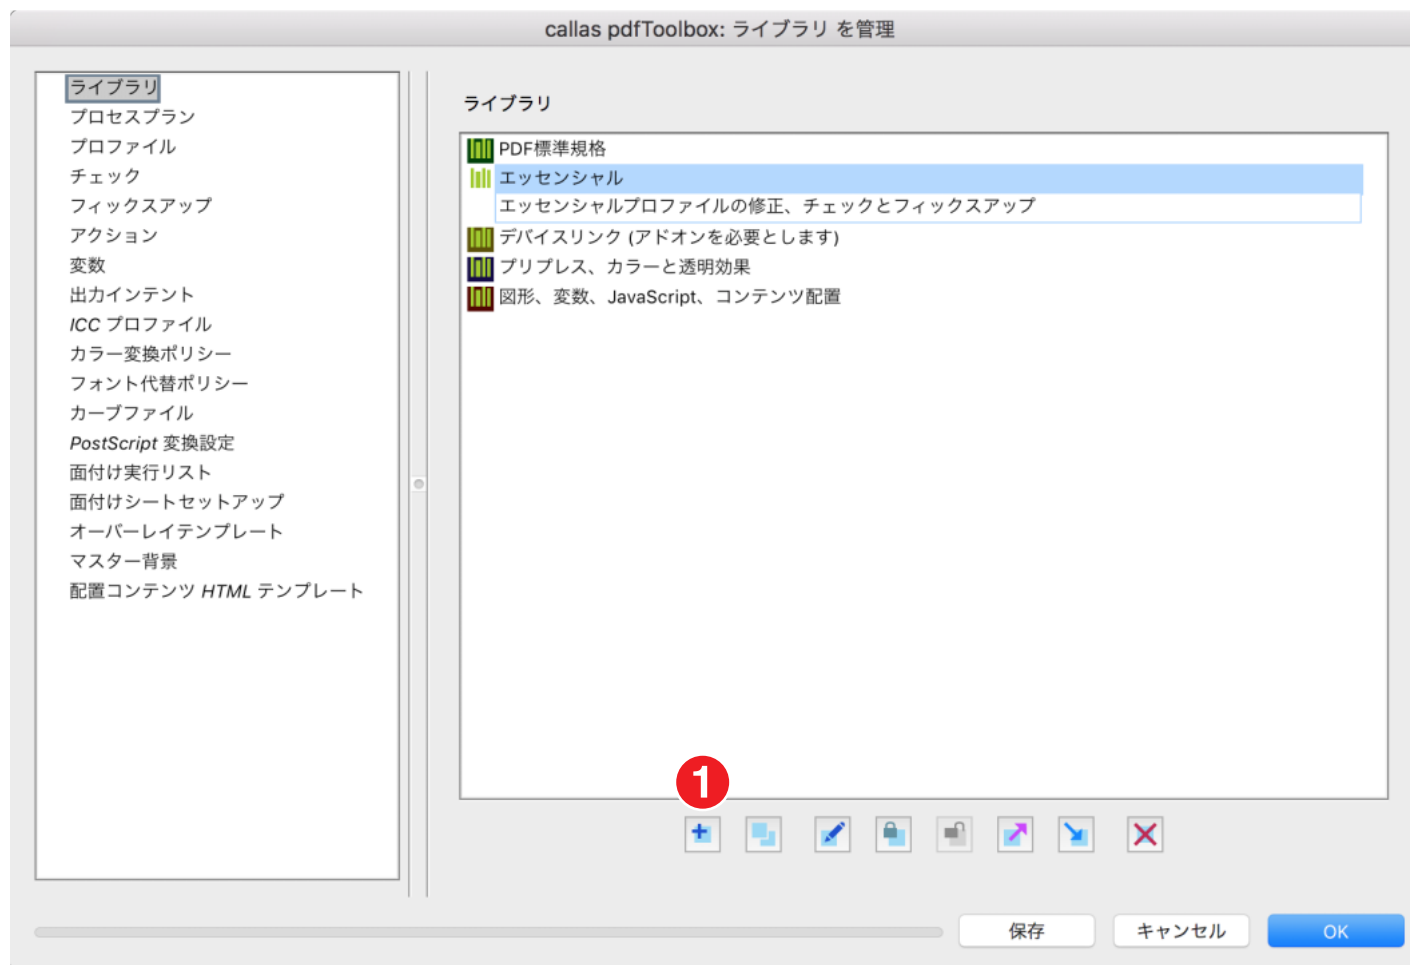 callas pdfToolbox: ライブラリ を管理
ライブラリ
プロセスプラン
プロファイル
チェック
フィックスアップ
アクション
変数
出力インテント
ICC プロファイル
カラー変換ポリシー
フォント代替ポリシー
カーブファイル
PostScript 変換設定
面付け実行リスト
面付けシートセットアップ
オーバーレイテンプレート
マスター背景
配置コンテンツ HTML テンプレート
ライブラリ
PDF標準規格
エッセンシャル
エッセンシャルプロファイルの修正、チェックとフィックスアップ
デバイスリンク (アドオンを必要とします)
プリプレス、カラーと透明効果
図形、変数、JavaScript、コンテンツ配置
1
保存
キャンセル
OK